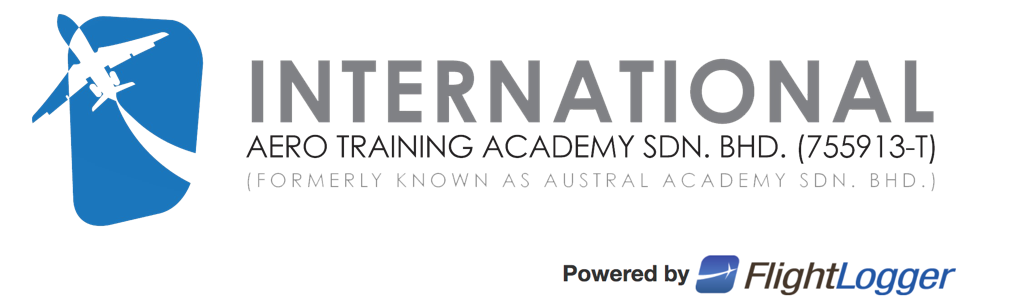 INTERNATIONAL
AERO TRAINING ACADEMY SDN. BHD. (755913-T)
(FORMERLY KNOWN AS AUSTRAL ACADEMY SDN. BHD.)
Powered by FlightLogger